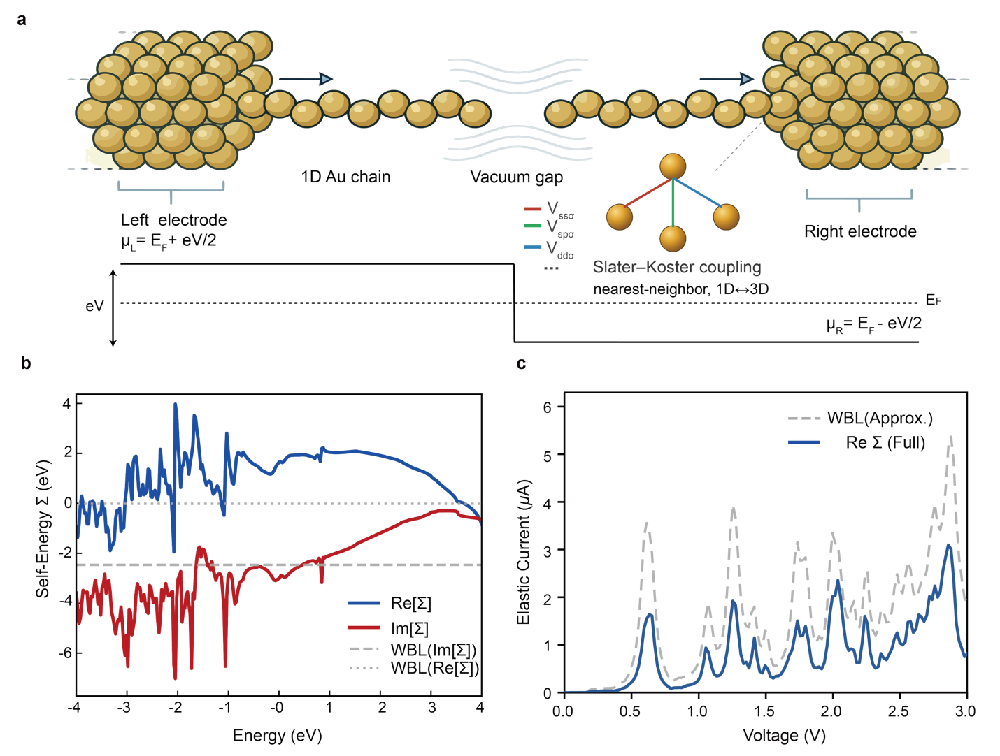 a
1D Au chain
Vacuum gap
Left electrode
μL= EF+ eV/2
Vssσ
Vspσ
Vddσ
...
Slater–Koster coupling
nearest-neighbor, 1D↔3D
Right electrode
eV
EF
μR= EF - eV/2
b
Self-Energy Σ (eV)
4
2
0
-2
-4
-6
Re[Σ]
Im[Σ]
WBL(Im[Σ])
WBL(Re[Σ])
-4 -3 -2 -1 -0 1 2 3 4
Energy (eV)
c
Elastic Current (μA)
6
5
4
3
2
1
0
WBL(Approx.)
Re Σ (Full)
0.0 0.5 1.0 1.5 2.0 2.5 3.0
Voltage (V)